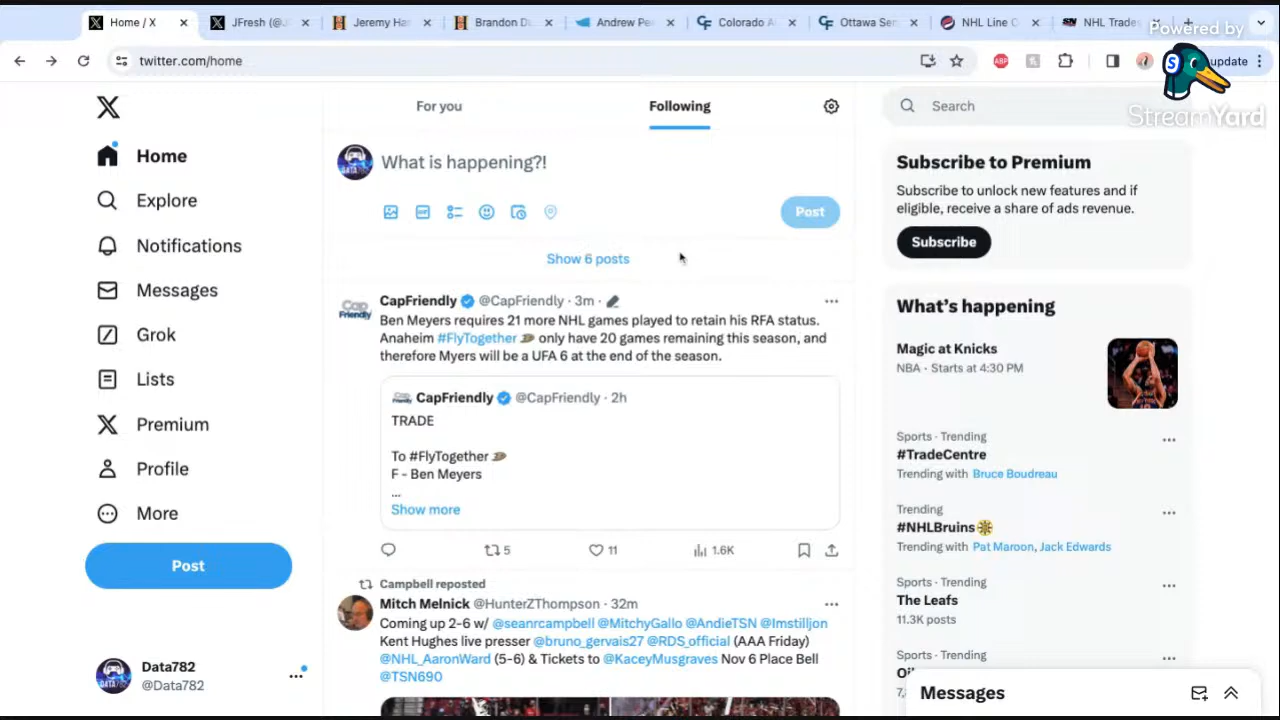 Home / X
JFresh (@J
Jeremy Ha
Brandon D
Andrew Pe
Colorado A
Ottawa Sen
NHL Line C
NHL Trades
Powered by
twitter.com/home
ABP
update
StreamYard
For you
Following
Search
Home
What is happening?!
Subscribe to Premium
Explore
Subscribe to unlock new features and if
eligible, receive a share of ads revenue.
Post
Notifications
Subscribe
Show 6 posts
Messages
CapFriendly @CapFriendly · 3m ·
What's happening
Ben Meyers requires 21 more NHL games played to retain his RFA status.
Grok
Anaheim #FlyTogether only have 20 games remaining this season, and
Magic at Knicks
therefore Myers will be a UFA 6 at the end of the season.
NBA · Starts at 4:30 PM
Lists
CapFriendly @CapFriendly · 2h
TRADE
Premium
Sports · Trending
#TradeCentre
To #FlyTogether
Trending with Bruce Boudreau
Profile
F - Ben Meyers
...
Show more
Trending
More
#NHLBruins
5
11
1.6K
Trending with Pat Maroon, Jack Edwards
Post
Campbell reposted
Sports · Trending
Mitch Melnick @HunterZThompson · 32m
The Leafs
Coming up 2-6 w/ @seanrcampbell @MitchyGallo @AndieTSN @Imstilljon
11.3K posts
Kent Hughes live presser @bruno_gervais27 @RDS_official (AAA Friday)
@NHL_AaronWard (5-6) & Tickets to @KaceyMusgraves Nov 6 Place Bell
@TSN690
Sports · Trending
Data782
@Data782
Messages